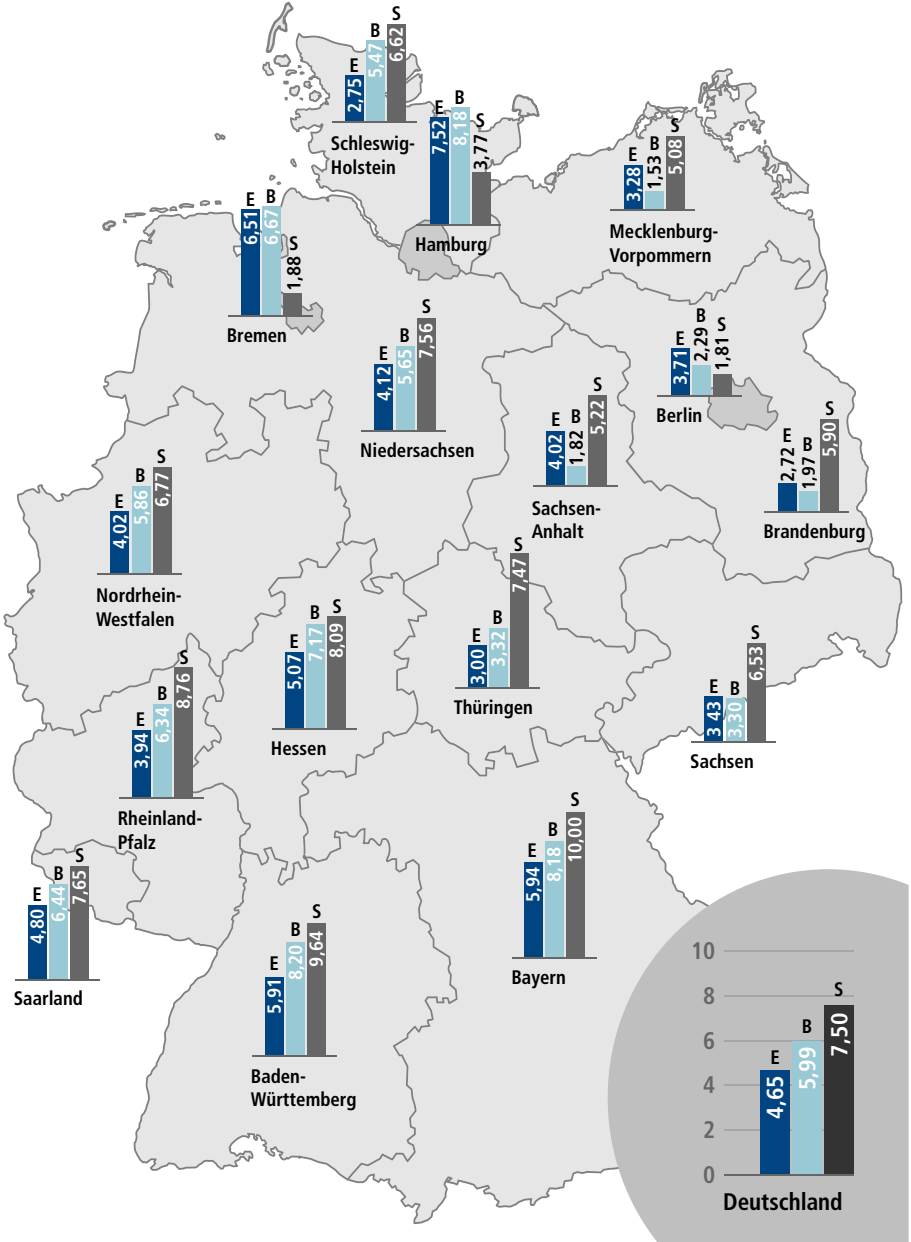 E B S
2,75 5,47 6,62
Schleswig-
Holstein
E B S
7,52 8,18 3,77
Hamburg
E B S
3,28 1,53 5,08
Mecklenburg-
Vorpommern
E B S
6,51 6,67 1,88
Bremen
E B S
4,12 5,65 7,56
Niedersachsen
E B S
3,71 2,29 1,81
Berlin
E B S
4,02 1,82 5,22
Sachsen-
Anhalt
E B S
2,72 1,97 5,90
Brandenburg
E B S
4,02 5,86 6,77
Nordrhein-
Westfalen
E B S
5,07 7,17 8,09
Hessen
E B S
3,00 3,32 7,47
Thüringen
E B S
3,43 3,30 6,53
Sachsen
E B S
3,94 6,34 8,76
Rheinland-
Pfalz
E B S
4,80 6,44 7,65
Saarland
E B S
5,91 8,20 9,64
Baden-
Württemberg
E B S
5,94 8,18 10,00
Bayern
10
8
6
4
2
0
E B S
4,65 5,99 7,50
Deutschland